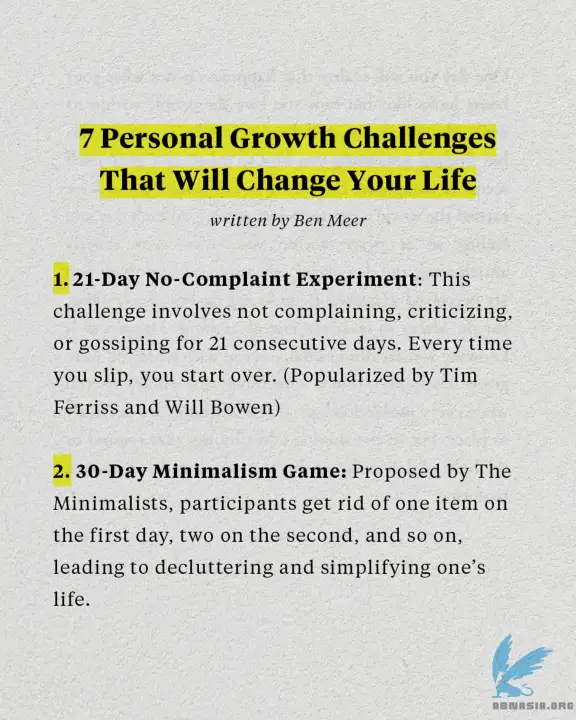 7 Personal Growth Challenges
That Will Change Your Life
written by Ben Meer
1. 21-Day No-Complaint Experiment: This
challenge involves not complaining, criticizing,
or gossiping for 21 consecutive days. Every time
you slip, you start over. (Popularized by Tim
Ferriss and Will Bowen)
2. 30-Day Minimalism Game: Proposed by The
Minimalists, participants get rid of one item on
the first day, two on the second, and so on,
leading to decluttering and simplifying one’s
life.
ABMASIA.ORG